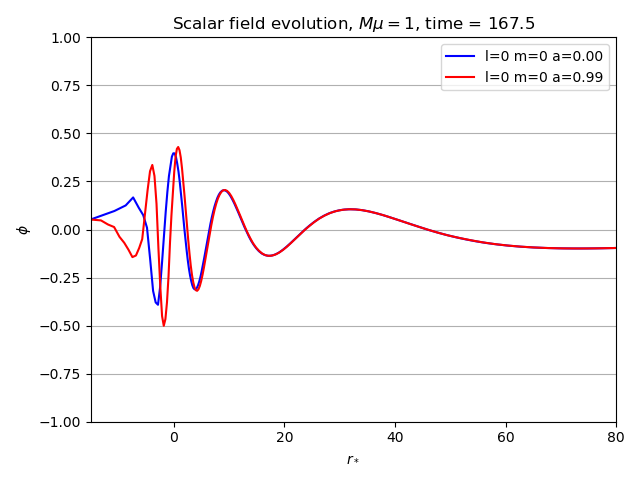 Scalar field evolution, Mμ = 1, time = 167.5
l=0 m=0 a=0.00
l=0 m=0 a=0.99
1.00
0.75
0.50
0.25
0.00
−0.25
−0.50
−0.75
−1.00
ϕ
0 20 40 60 80
r*